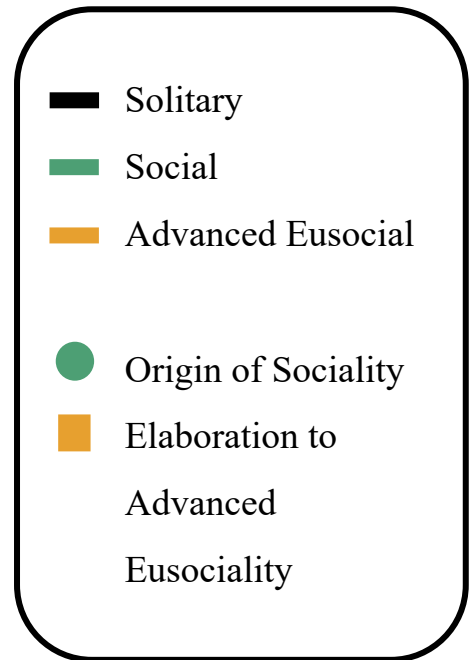 Solitary
Social
Advanced Eusocial
Origin of Sociality
Elaboration to
Advanced
Eusociality